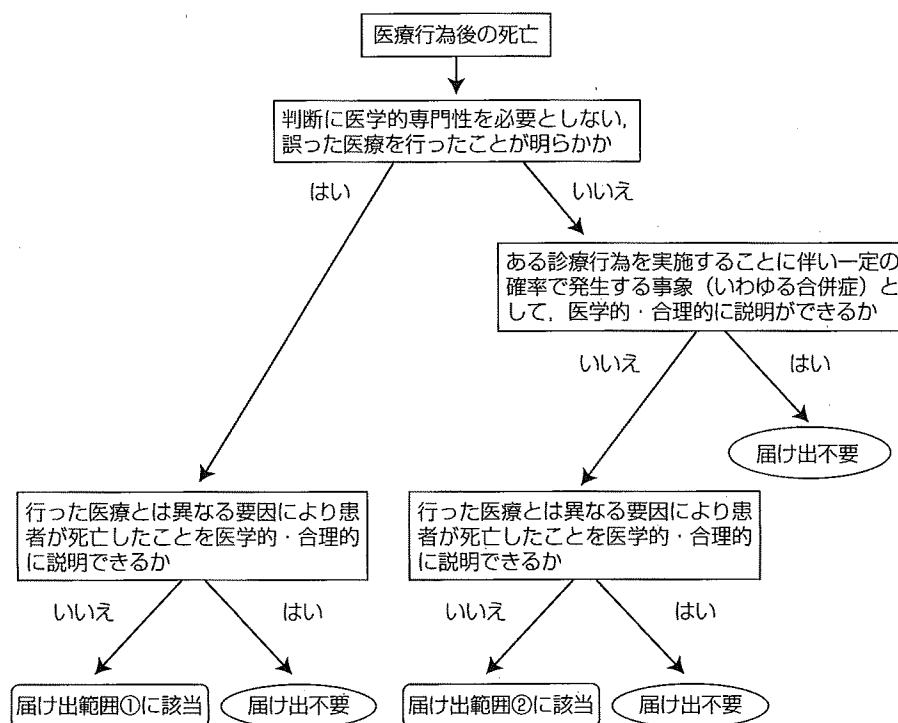 医療行為後の死亡
判断に医学的専門性を必要としない,
誤った医療を行ったことが明らかか
はい
いいえ
ある診療行為を実施することに伴い一定の
確率で発生する事象（いわゆる合併症）と
して，医学的・合理的に説明ができるか
いいえ
はい
届け出不要
行った医療とは異なる要因により患
者が死亡したことを医学的・合理的
に説明できるか
行った医療とは異なる要因により患
者が死亡したことを医学的・合理的
に説明できるか
いいえ
はい
いいえ
はい
届け出範囲①に該当
届け出不要
届け出範囲②に該当
届け出不要